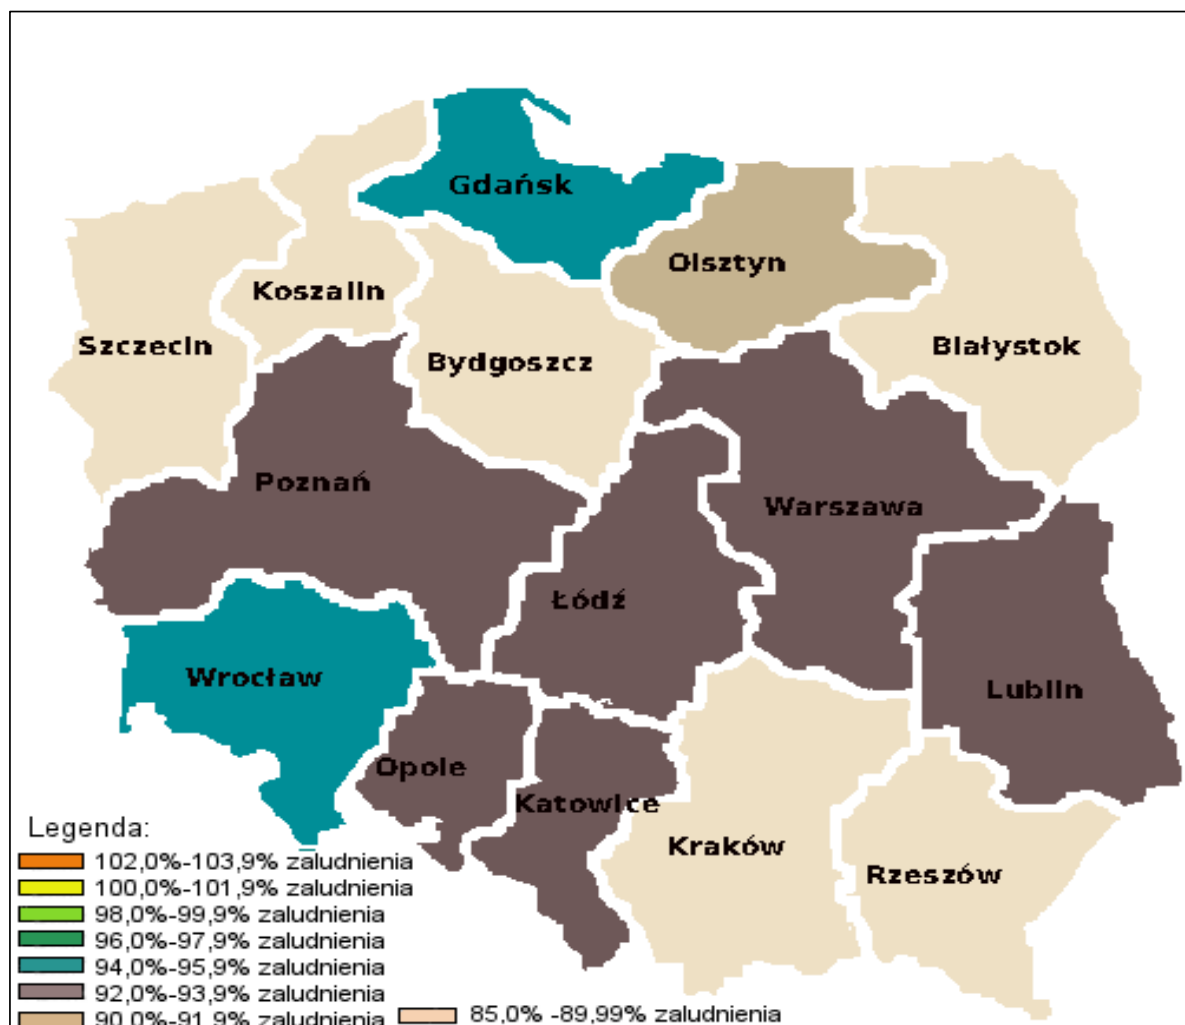 Gdańsk
Olsztyn
Koszalin
Szczecin
Bydgoszcz
Białystok
Poznań
Warszawa
Łódź
Wrocław
Lublin
Opole
Katowice
Kraków
Rzeszów
Legenda:
102,0%-103,9% zaludnienia
100,0%-101,9% zaludnienia
98,0%-99,9% zaludnienia
96,0%-97,9% zaludnienia
94,0%-95,9% zaludnienia
92,0%-93,9% zaludnienia
90,0%-91,9% zaludnienia
85,0% -89,99% zaludnienia